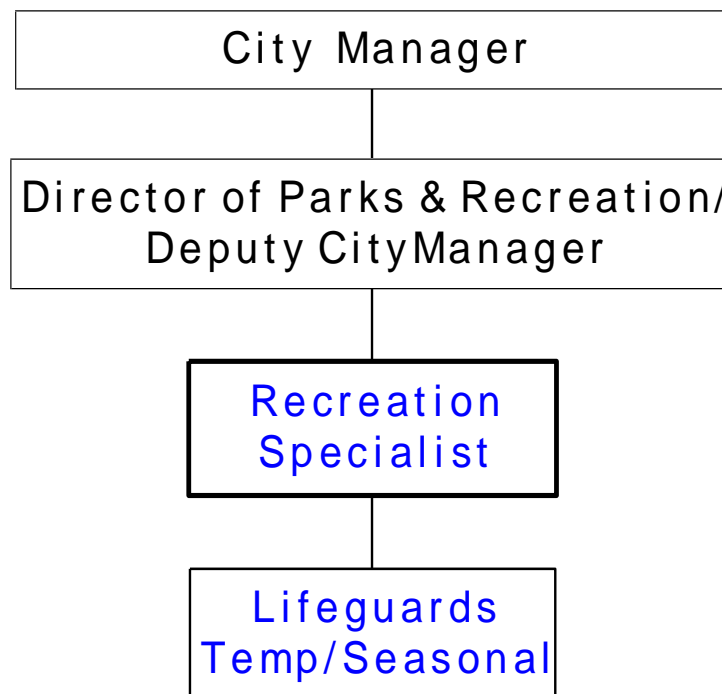 City Manager
Director of Parks & Recreation/
Deputy CityManager
Recreation
Specialist
Lifeguards
Temp/Seasonal